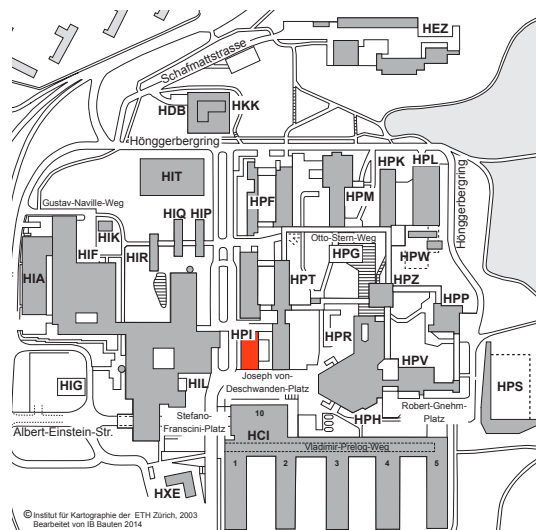 HEZ
Schafmattstrasse
HDB
HKK
Hönggerbergring
HIT
HPF
HPM
HPK
HPL
Hönggerbergring
Gustav-Naville-Weg
HIK
HIQ
HIP
HIF
HIR
HIA
Otto-Stern-Weg
HPG
HPW
HPT
HPZ
HPP
HPI
HPR
HPV
HPS
HIG
HIL
Joseph von-
Deschwanden-Platz
Stefano-
Franscini-Platz
Albert-Einstein-Str.
10
HCI
HPH
Robert-Gnehm-
Platz
Vladimir-Prelog-Weg
1
2
3
4
5
HXE
© Institut für Kartographie der ETH Zürich, 2003
Bearbeitet von IB Bauten 2014